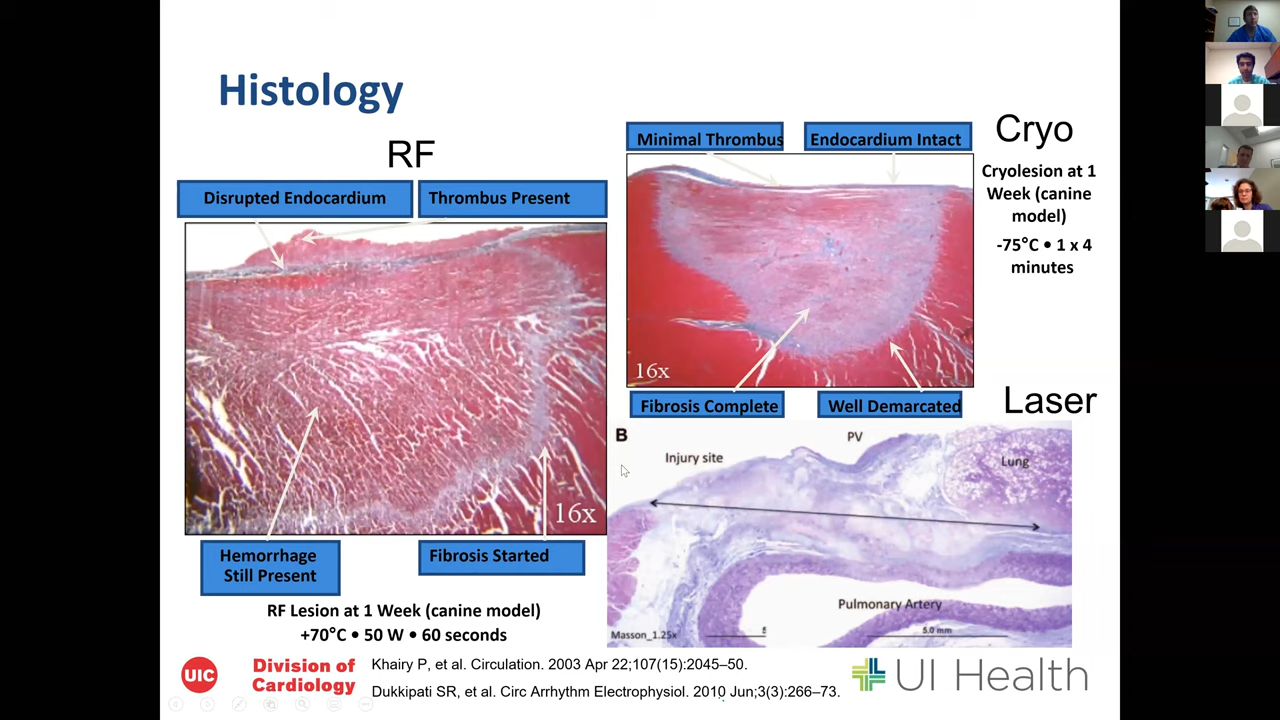 Histology
RF
Disrupted Endocardium
Thrombus Present
16x
Hemorrhage
Still Present
Fibrosis Started
RF Lesion at 1 Week (canine model)
+70°C • 50 W • 60 seconds
Minimal Thrombus
Endocardium Intact
16x
Fibrosis Complete
Well Demarcated
Cryo
Cryolesion at 1
Week (canine
model)
-75°C • 1 x 4
minutes
Laser
B
PV
Injury site
Lung
Pulmonary Artery
Masson_1.25x
5
5.0 mm
UIC
Division of
Cardiology
Khairy P, et al. Circulation. 2003 Apr 22;107(15):2045–50.
Dukkipati SR, et al. Circ Arrhythm Electrophysiol. 2010 Jun;3(3):266–73.
UI Health